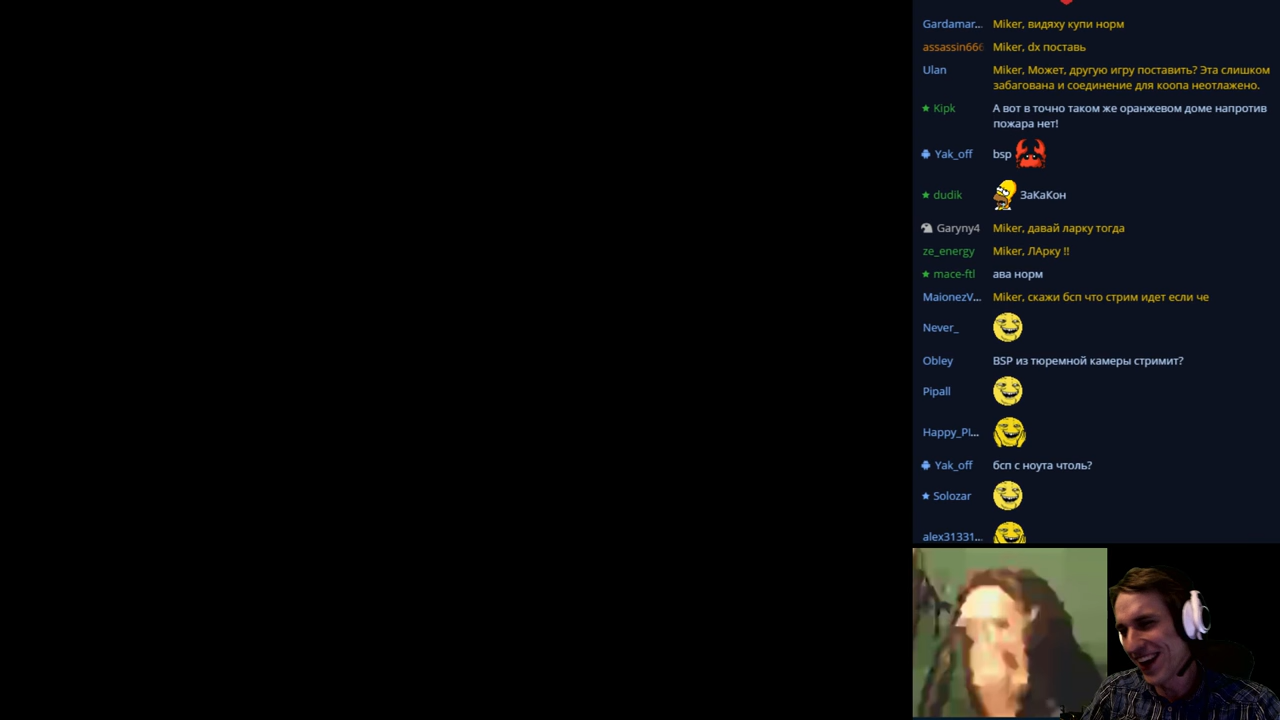 Gardamar... Miker, видяху купи норм
assassin666 Miker, dx поставь
Ulan Miker, Может, другую игру поставить? Эта слишком
забагована и соединение для коопа неотлажено.
Kipk А вот в точно таком же оранжевом доме напротив
пожара нет!
Yak_off bsp
dudik ЗаКаКон
Garyny4 Miker, давай ларку тогда
ze_energy Miker, ЛАрку !!
mace-ftl ава норм
MaionezV... Miker, скажи бсп что стрим идет если че
Never_
Obley BSP из тюремной камеры стримит?
Pipall
Happy_Pl...
Yak_off бсп с ноута чтоль?
Solozar
alex31331...